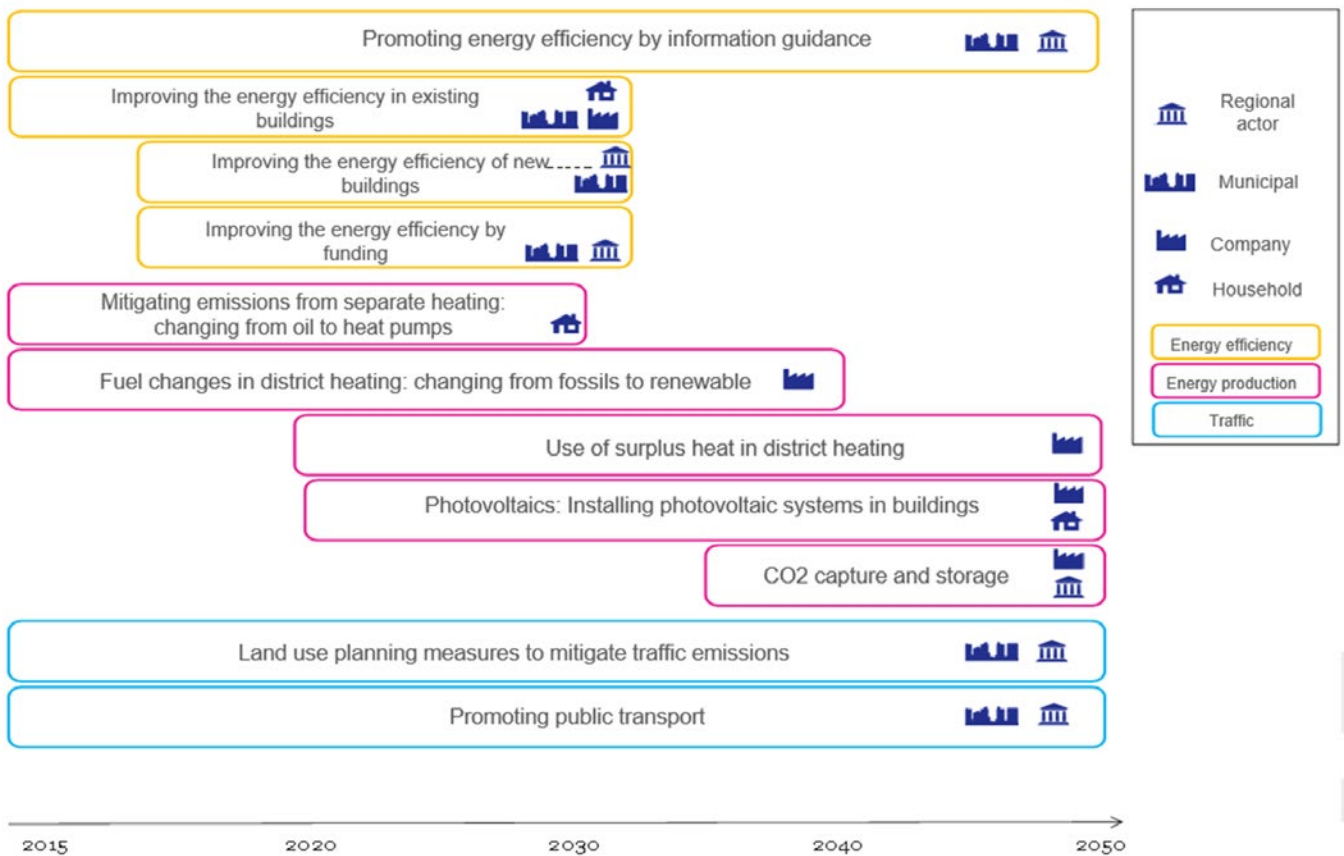 Promoting energy efficiency by information guidance
Improving the energy efficiency in existing
buildings
Improving the energy efficiency of new
buildings
Improving the energy efficiency by
funding
Mitigating emissions from separate heating:
changing from oil to heat pumps
Fuel changes in district heating: changing from fossils to renewable
Use of surplus heat in district heating
Photovoltaics: Installing photovoltaic systems in buildings
CO2 capture and storage
Land use planning measures to mitigate traffic emissions
Promoting public transport
2015 2020 2030 2040 2050
Regional
actor
Municipal
Company
Household
Energy efficiency
Energy production
Traffic